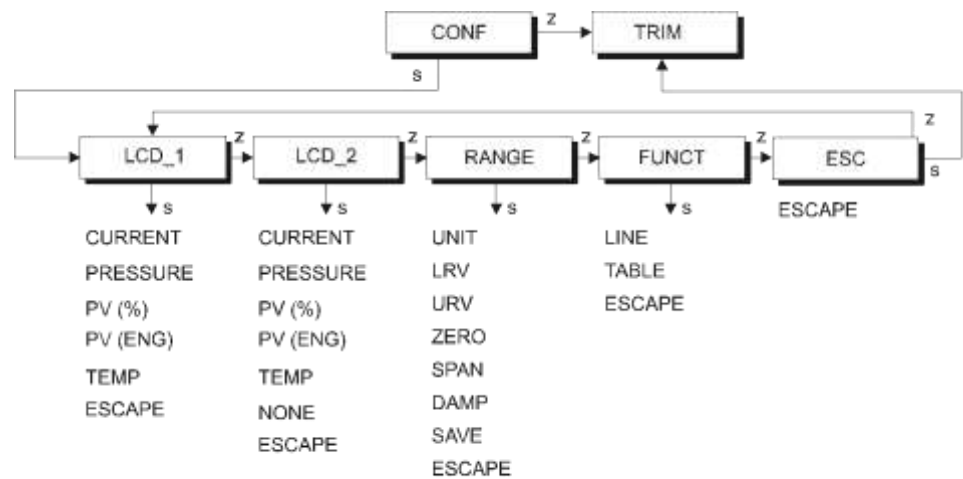 CONF
z
TRIM
s
z
LCD_1
z
LCD_2
z
RANGE
z
FUNCT
z
ESC
s
s
s
s
s
ESCAPE
CURRENT
PRESSURE
PV (%)
PV (ENG)
TEMP
ESCAPE
CURRENT
PRESSURE
PV (%)
PV (ENG)
TEMP
NONE
ESCAPE
UNIT
LRV
URV
ZERO
SPAN
DAMP
SAVE
ESCAPE
LINE
TABLE
ESCAPE